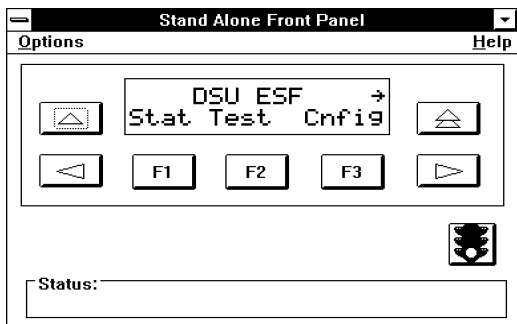 Stand Alone Front Panel
Options Help
DSU ESF →
Stat Test Cnfig
F1 F2 F3
Status: